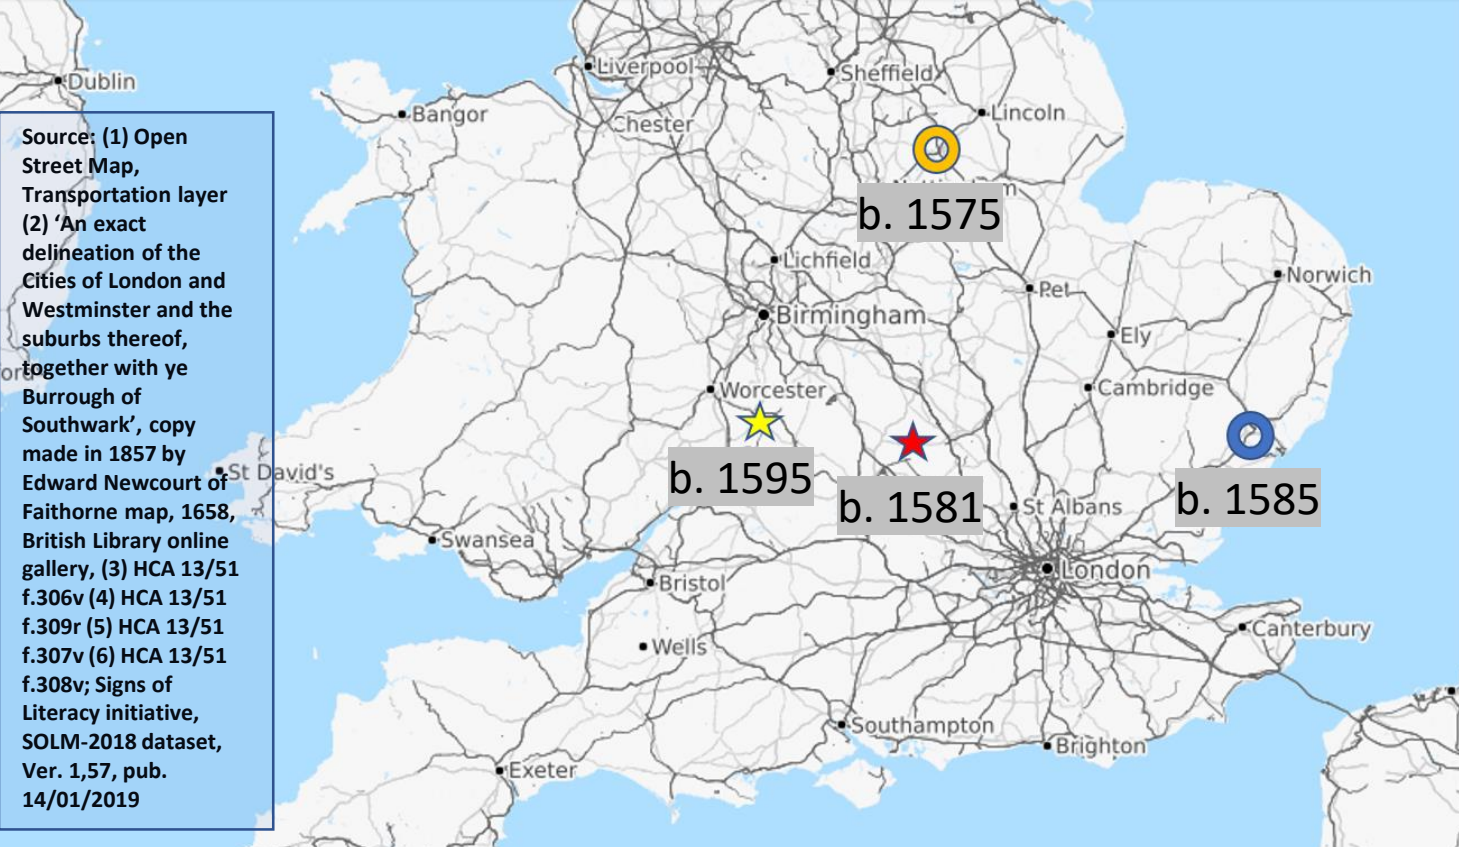 Dublin
Liverpool
Sheffield
Bangor
Chester
Lincoln
Source: (1) Open
Street Map,
Transportation layer
(2) ‘An exact
delineation of the
Cities of London and
Westminster and the
suburbs thereof,
together with ye
Burrough of
Southwark’, copy
made in 1857 by
Edward Newcourt of
Faithorne map, 1658,
British Library online
gallery, (3) HCA 13/51
f.306v (4) HCA 13/51
f.309r (5) HCA 13/51
f.307v (6) HCA 13/51
f.308v; Signs of
Literacy initiative,
SOLM-2018 dataset,
Ver. 1,57, pub.
14/01/2019
b. 1575
Lichfield
Norwich
Pet
Birmingham
Ely
Worcester
Cambridge
St David's
b. 1595
b. 1581
b. 1585
St Albans
Swansea
London
Bristol
Canterbury
Wells
Southampton
Brighton
Exeter